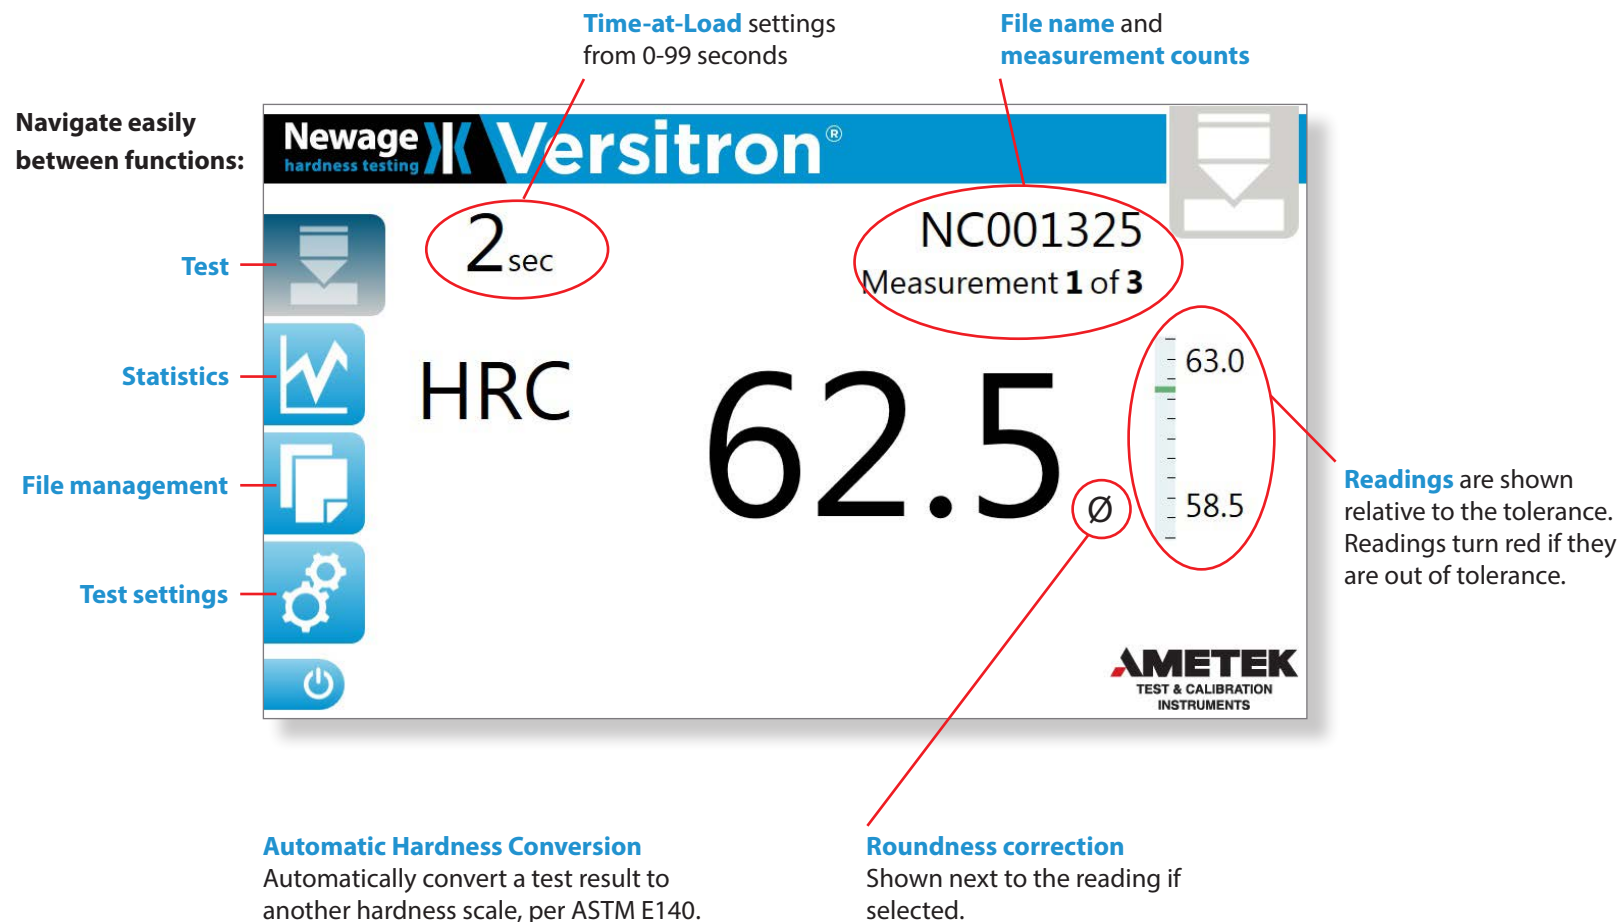 Time-at-Load settings
from 0-99 seconds
File name and
measurement counts
Navigate easily
between functions:
Newage
hardness testing
Versitron®
2 sec
NC001325
Measurement 1 of 3
Test
Statistics
File management
Test settings
HRC
62.5
Ø
63.0
58.5
Readings are shown
relative to the tolerance.
Readings turn red if they
are out of tolerance.
AMETEK
TEST & CALIBRATION
INSTRUMENTS
Automatic Hardness Conversion
Automatically convert a test result to
another hardness scale, per ASTM E140.
Roundness correction
Shown next to the reading if
selected.